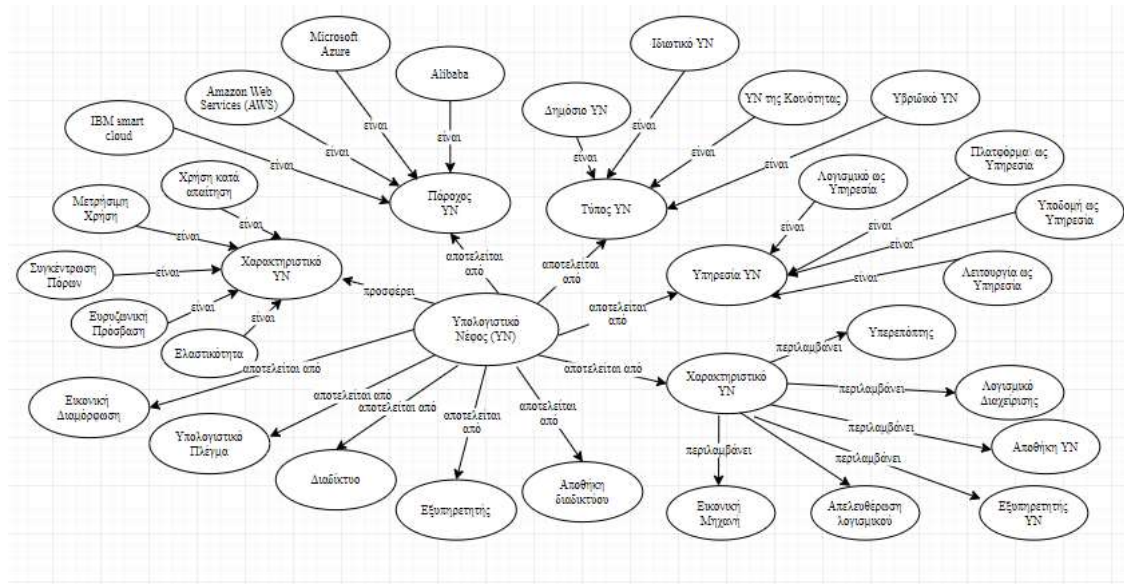 Microsoft
Azure
Ιδιωτικό ΥΝ
Alibaba
Amazon Web
Services (AWS)
Δημόσιο ΥΝ
ΥΝ της Κοινότητας
Υβριδικό ΥΝ
IBM smart
cloud
είναι
είναι
είναι
είναι
είναι
είναι
είναι
είναι
Πλατφόρμα ως
Υπηρεσία
Χρήση κατά
απαίτηση
Λογισμικό ως
Υπηρεσία
Μετρήσιμη
Χρήση
Πάροχος
ΥΝ
Τύπος ΥΝ
Υποδομή ως
Υπηρεσία
είναι
είναι
είναι
είναι
είναι
είναι
Συγκέντρωση
Πόρων
είναι
Χαρακτηριστικό
ΥΝ
αποτελείται
από
αποτελείται
από
Υπηρεσία ΥΝ
Λειτουργία ως
Υπηρεσία
προσφέρει
αποτελείται
από
Ευρυζωνική
Πρόσβαση
είναι
είναι
Υπολογιστικό
Νέφος (ΥΝ)
Υπερεπόπτης
Ελαστικότητα
περιλαμβάνει
αποτελείται από
αποτελείται από
Χαρακτηριστικό
ΥΝ
περιλαμβάνει
Λογισμικό
Διαχείρισης
αποτελείται από
αποτελείται από
αποτελείται
από
αποτελείται
από
Εικονική
Διαμόρφωση
περιλαμβάνει
Υπολογιστικό
Πλέγμα
Αποθήκη ΥΝ
περιλαμβάνει
περιλαμβάνει
Διαδίκτυο
Αποθήκη
διαδικτύου
Εξυπηρετητής
Εικονική
Μηχανή
Απελευθέρωση
λογισμικού
Εξυπηρετητής
ΥΝ